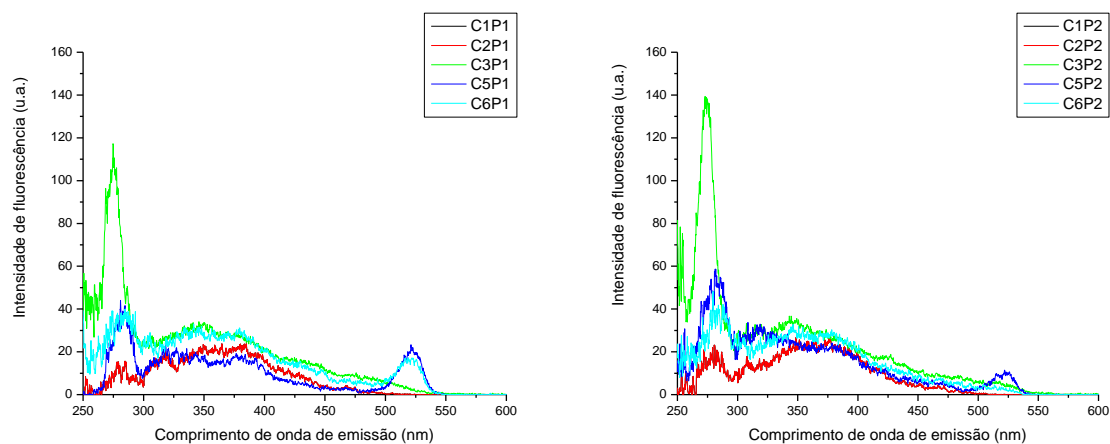 C1P1
C2P1
C3P1
C5P1
C6P1
160
140
120
100
80
60
40
20
0
250 300 350 400 450 500 550 600
Intensidade de fluorescência (u.a.)
Comprimento de onda de emissão (nm)
C1P2
C2P2
C3P2
C5P2
C6P2
160
140
120
100
80
60
40
20
0
250 300 350 400 450 500 550 600
Intensidade de fluorescência (u.a.)
Comprimento de onda de emissão (nm)